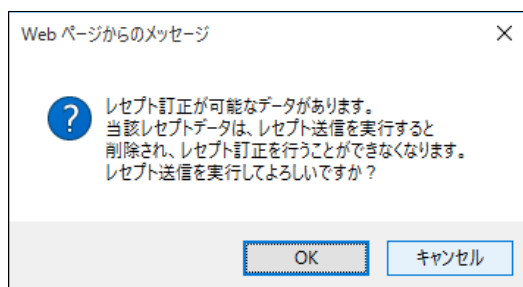 Web ページからのメッセージ
レセプト訂正が可能なデータがあります。
当該レセプトデータは、レセプト送信を実行すると
削除され、レセプト訂正を行うことができなくなります。
レセプト送信を実行してよろしいですか？
OK
キャンセル